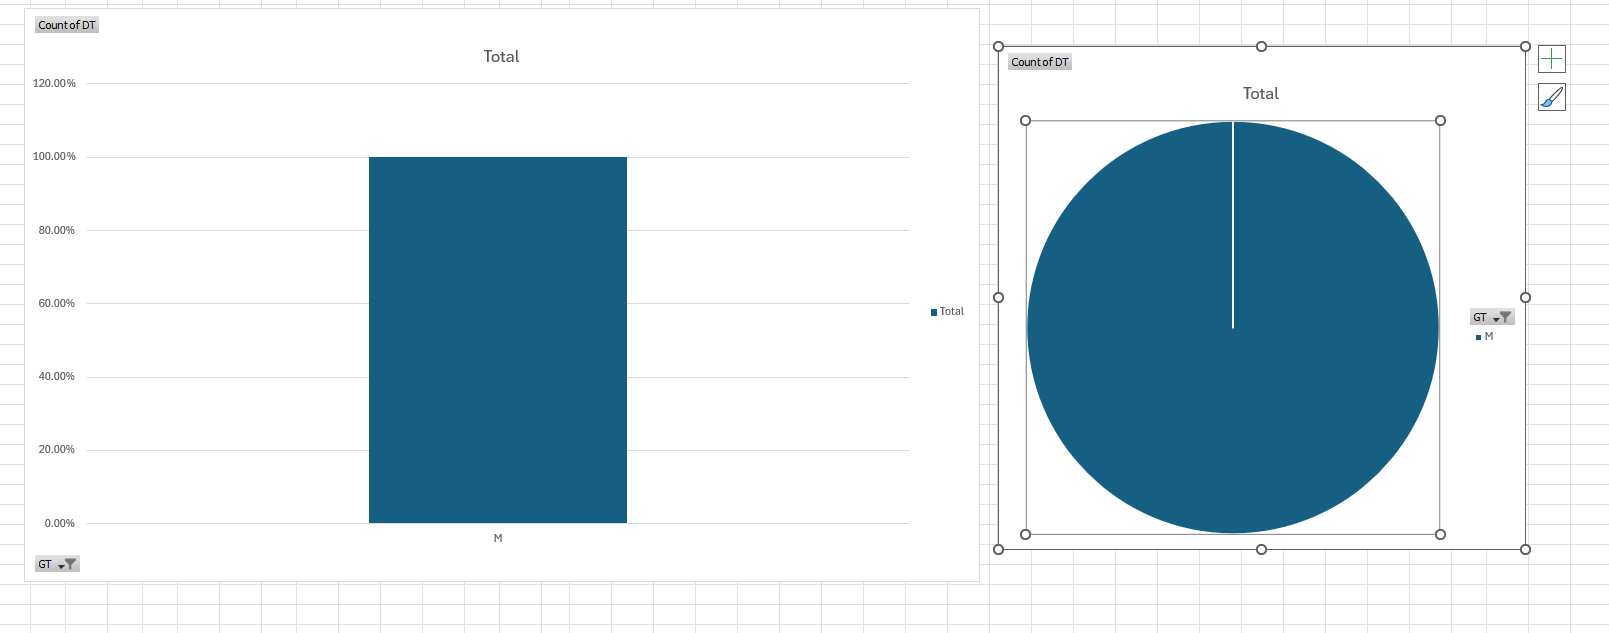 Count of DT
Total
120.00%
100.00%
80.00%
60.00%
40.00%
20.00%
0.00%
M
Total
GT
Count of DT
Total
GT
M